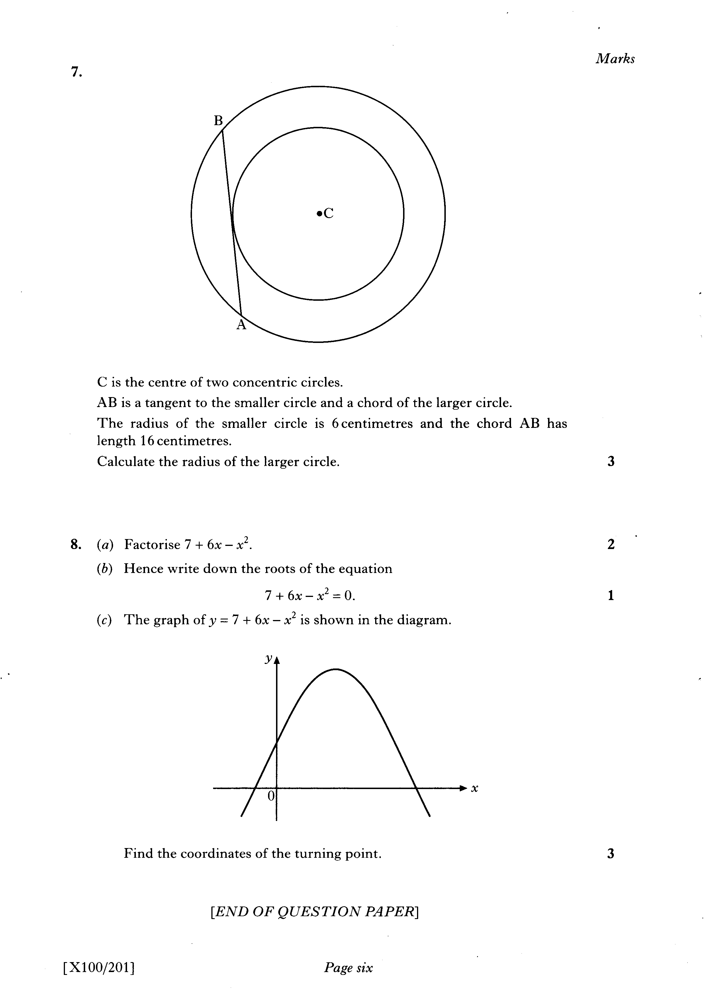 Marks
7.
B
C
A
C is the centre of two concentric circles.
AB is a tangent to the smaller circle and a chord of the larger circle.
The radius of the smaller circle is 6 centimetres and the chord AB has
length 16 centimetres.
Calculate the radius of the larger circle. 3
8. (a) Factorise 7 + 6x – x². 2
(b) Hence write down the roots of the equation
7 + 6x – x² = 0. 1
(c) The graph of y = 7 + 6x – x² is shown in the diagram.
y
x
0
Find the coordinates of the turning point. 3
[END OF QUESTION PAPER]
[X100/201] Page six